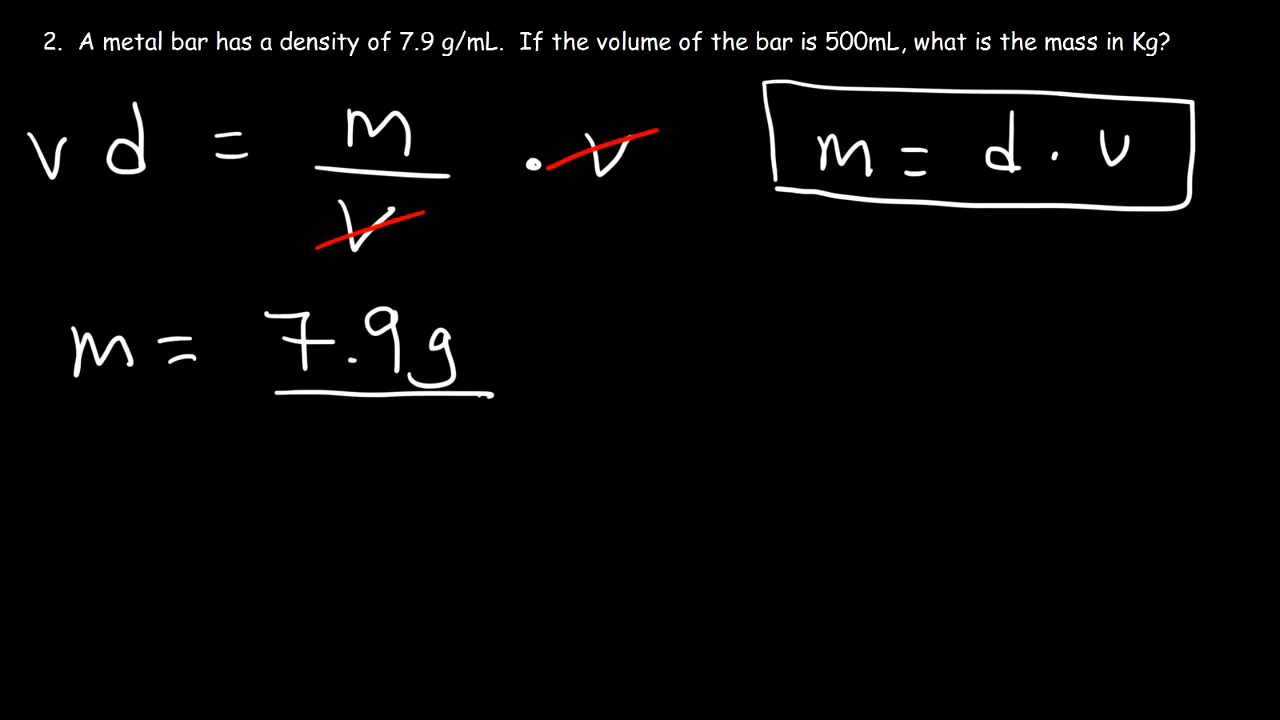 2. A metal bar has a density of 7.9 g/mL. If the volume of the bar is 500mL, what is the mass in Kg?
v d = m / v · v
m = d · v
m = 7.9g